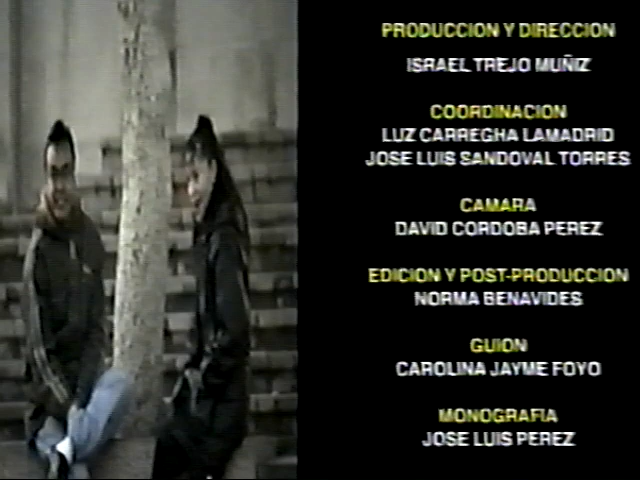 PRODUCCION Y DIRECCION
ISRAEL TREJO MUÑIZ
COORDINACION
LUZ CARREGHA LAMADRID
JOSE LUIS SANDOVAL TORRES
CAMARA
DAVID CORDOBA PEREZ
EDICION Y POST-PRODUCCION
NORMA BENAVIDES
GUION
CAROLINA JAYME FOYO
MONOGRAFIA
JOSE LUIS PEREZ